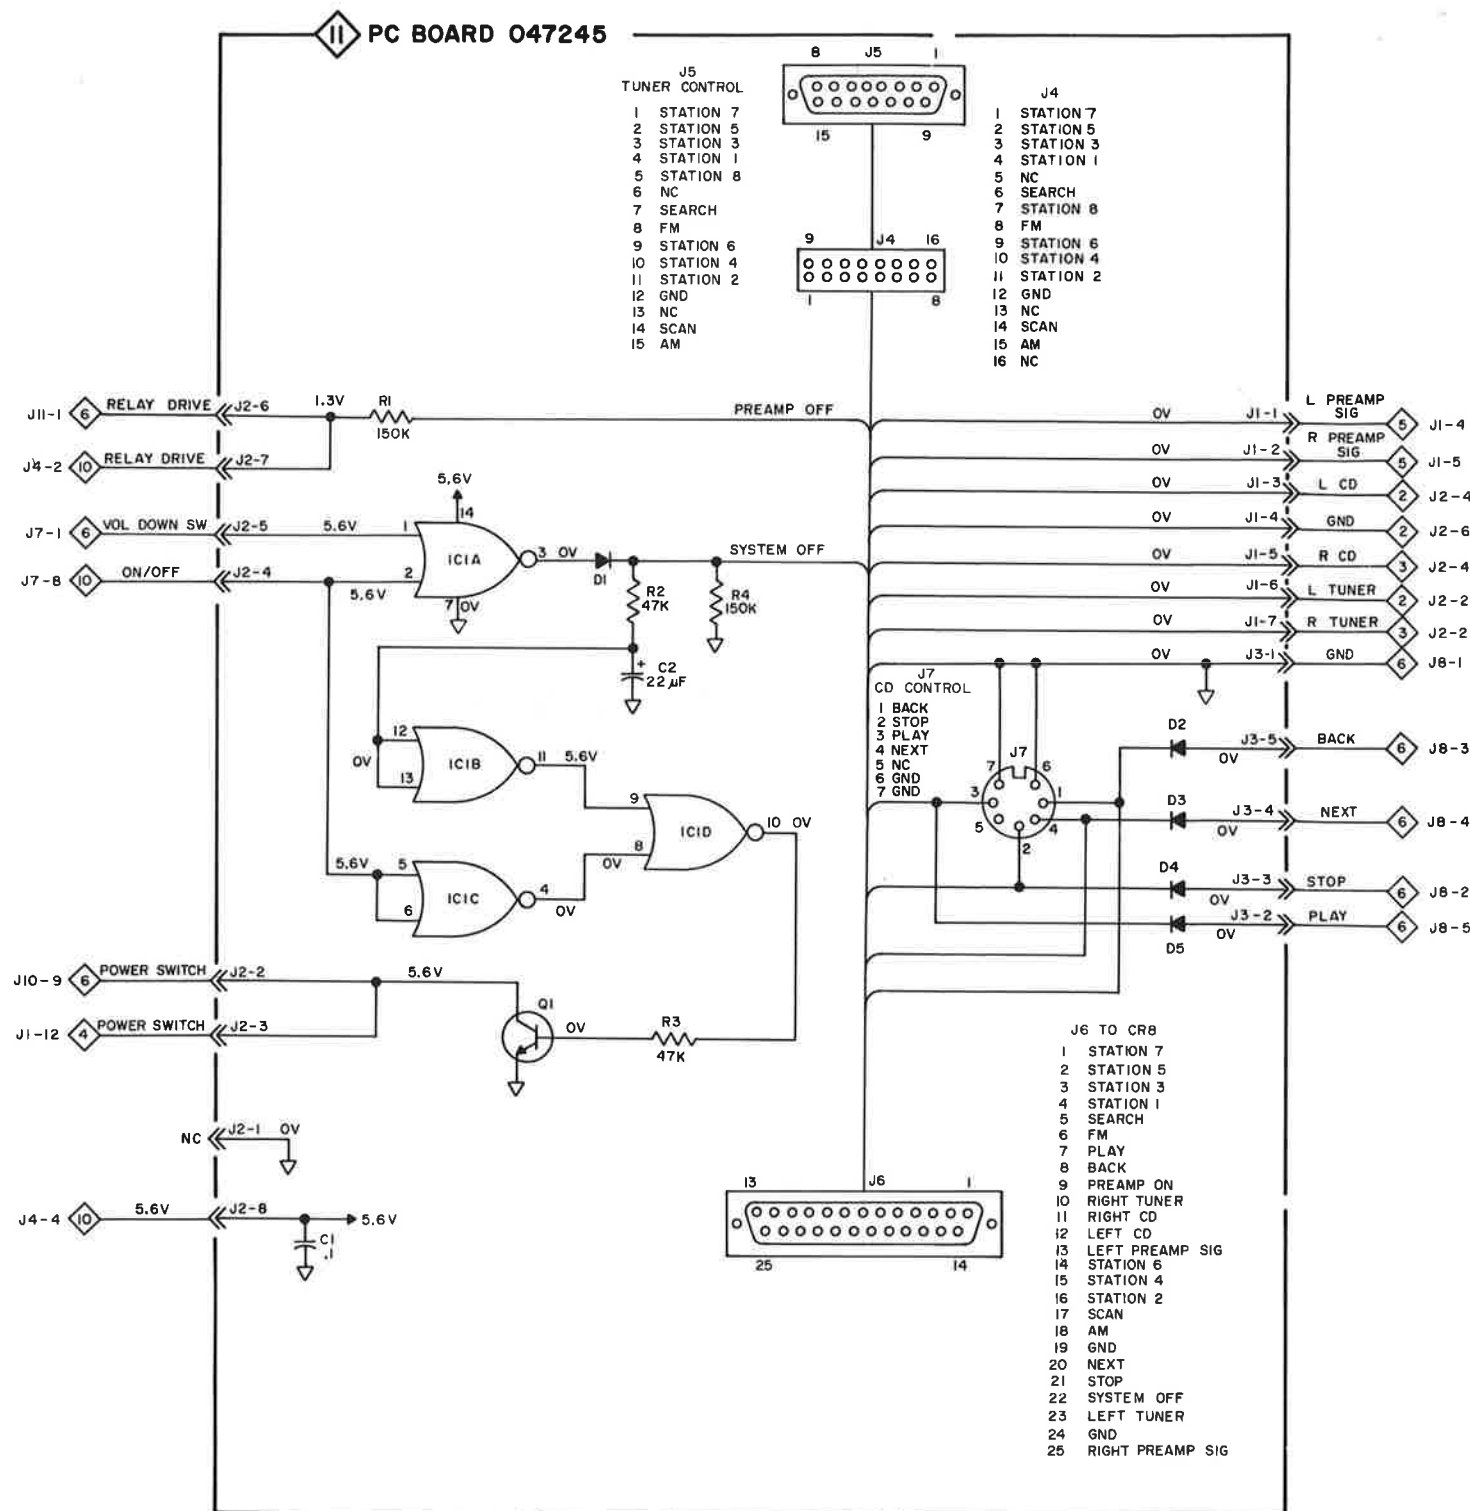 11 PC BOARD 047245
8 J5 1
15 9
J5
TUNER CONTROL
1 STATION 7
2 STATION 5
3 STATION 3
4 STATION 1
5 STATION 8
6 NC
7 SEARCH
8 FM
9 STATION 6
10 STATION 4
11 STATION 2
12 GND
13 NC
14 SCAN
15 AM
J4
1 STATION 7
2 STATION 5
3 STATION 3
4 STATION 1
5 NC
6 SEARCH
7 STATION 8
8 FM
9 STATION 6
10 STATION 4
11 STATION 2
12 GND
13 NC
14 SCAN
15 AM
16 NC
9 J4 16
1 8
J11-1 6 RELAY DRIVE J2-6 1.3V R1
150K
PREAMP OFF
J4-2 10 RELAY DRIVE J2-7
J7-1 6 VOL DOWN SW J2-5 5.6V 1
J7-8 10 ON/OFF J2-4 5.6V 2
5.6V
14
IC1A
7 0V
3 0V
D1
SYSTEM OFF
R2
47K
R4
150K
+ C2
22µF
12
0V
13
IC1B
11 5.6V
9
8
0V
IC1D
10 0V
5.6V 5
6
IC1C
4
0V
J10-9 6 POWER SWITCH J2-2 5.6V
J1-12 4 POWER SWITCH J2-3
Q1
0V
R3
47K
NC J2-1 0V
J4-4 10 5.6V J2-8 5.6V
C1
.1
0V J1-1 L PREAMP SIG 5 J1-4
0V J1-2 R PREAMP SIG 5 J1-5
0V J1-3 L CD 2 J2-4
0V J1-4 GND 2 J2-6
0V J1-5 R CD 3 J2-4
0V J1-6 L TUNER 2 J2-2
0V J1-7 R TUNER 3 J2-2
0V J3-1 GND 6 J8-1
J7
CD CONTROL
1 BACK
2 STOP
3 PLAY
4 NEXT
5 NC
6 GND
7 GND
J7
7 6
3 1
5 4
2
D2 J3-5 0V BACK 6 J8-3
D3 J3-4 0V NEXT 6 J8-4
D4 J3-3 0V STOP 6 J8-2
D5 J3-2 0V PLAY 6 J8-5
J6 TO CR8
1 STATION 7
2 STATION 5
3 STATION 3
4 STATION 1
5 SEARCH
6 FM
7 PLAY
8 BACK
9 PREAMP ON
10 RIGHT TUNER
11 RIGHT CD
12 LEFT CD
13 LEFT PREAMP SIG
14 STATION 6
15 STATION 4
16 STATION 2
17 SCAN
18 AM
19 GND
20 NEXT
21 STOP
22 SYSTEM OFF
23 LEFT TUNER
24 GND
25 RIGHT PREAMP SIG
13 J6 1
25 14